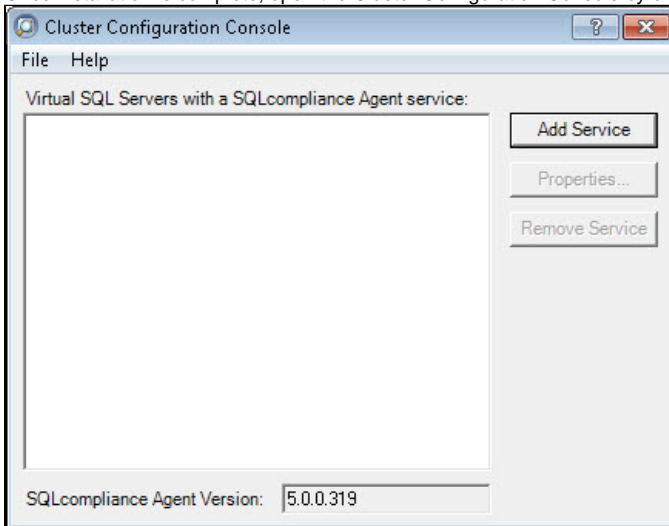 Cluster Configuration Console
File Help
Virtual SQL Servers with a SQLcompliance Agent service:
Add Service
Properties...
Remove Service
SQLcompliance Agent Version: 5.0.0.319